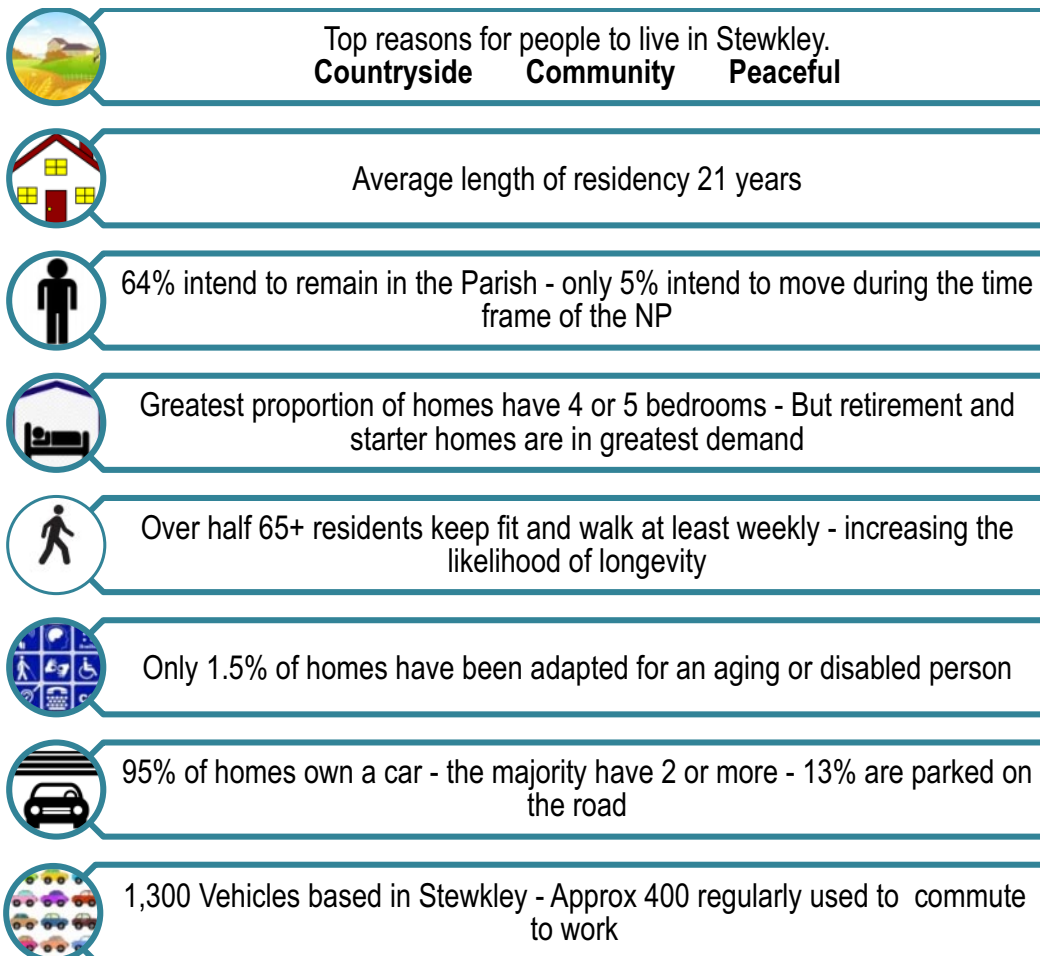 Top reasons for people to live in Stewkley.
Countryside Community Peaceful
Average length of residency 21 years
64% intend to remain in the Parish - only 5% intend to move during the time
frame of the NP
Greatest proportion of homes have 4 or 5 bedrooms - But retirement and
starter homes are in greatest demand
Over half 65+ residents keep fit and walk at least weekly - increasing the
likelihood of longevity
Only 1.5% of homes have been adapted for an aging or disabled person
95% of homes own a car - the majority have 2 or more - 13% are parked on
the road
1,300 Vehicles based in Stewkley - Approx 400 regularly used to commute
to work